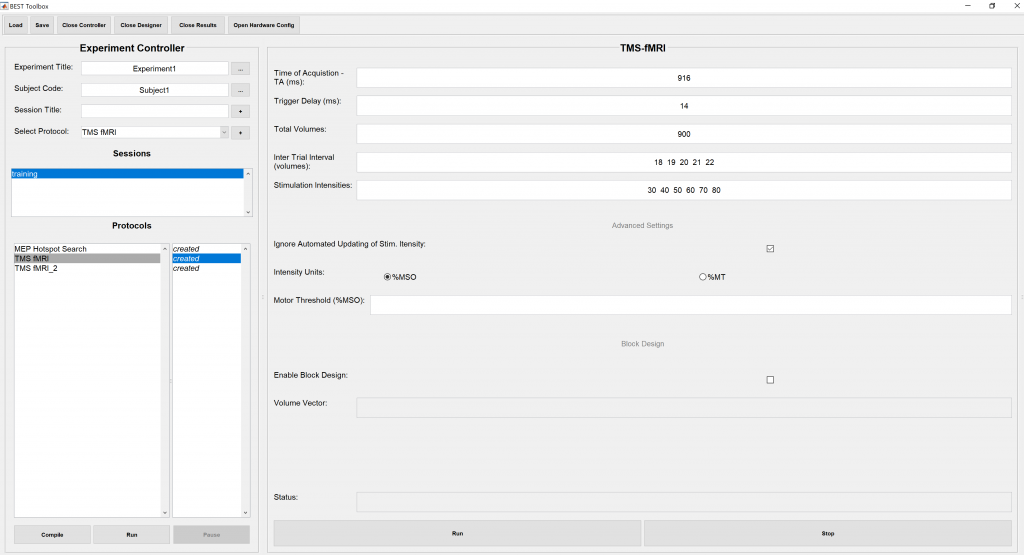 BEST Toolbox
Load Save Close Controller Close Designer Close Results Open Hardware Config
Experiment Controller
Experiment Title: Experiment1 ...
Subject Code: Subject1 ...
Session Title: +
Select Protocol: TMS fMRI +
Sessions
training
Protocols
MEP Hotspot Search created
TMS fMRI created
TMS fMRI_2 created
Compile Run Pause
TMS-fMRI
Time of Acquistion -
TA (ms): 916
Trigger Delay (ms): 14
Total Volumes: 900
Inter Trial Interval
(volumes): 18 19 20 21 22
Stimulation Intensities: 30 40 50 60 70 80
Advanced Settings
Ignore Automated Updating of Stim. Itensity:
Intensity Units: %MSO %MT
Motor Threshold (%MSO):
Block Design
Enable Block Design:
Volume Vector:
Status:
Run Stop